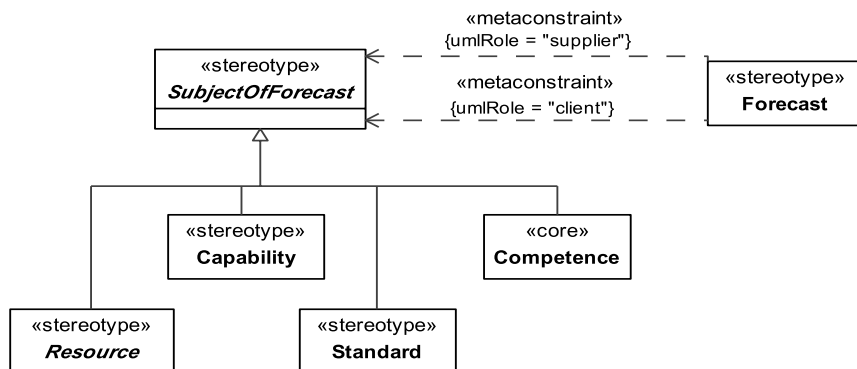 «metaconstraint»
{umlRole = "supplier"}
«stereotype»
SubjectOfForecast
«metaconstraint»
{umlRole = "client"}
«stereotype»
Forecast
«stereotype»
Capability
«core»
Competence
«stereotype»
Resource
«stereotype»
Standard